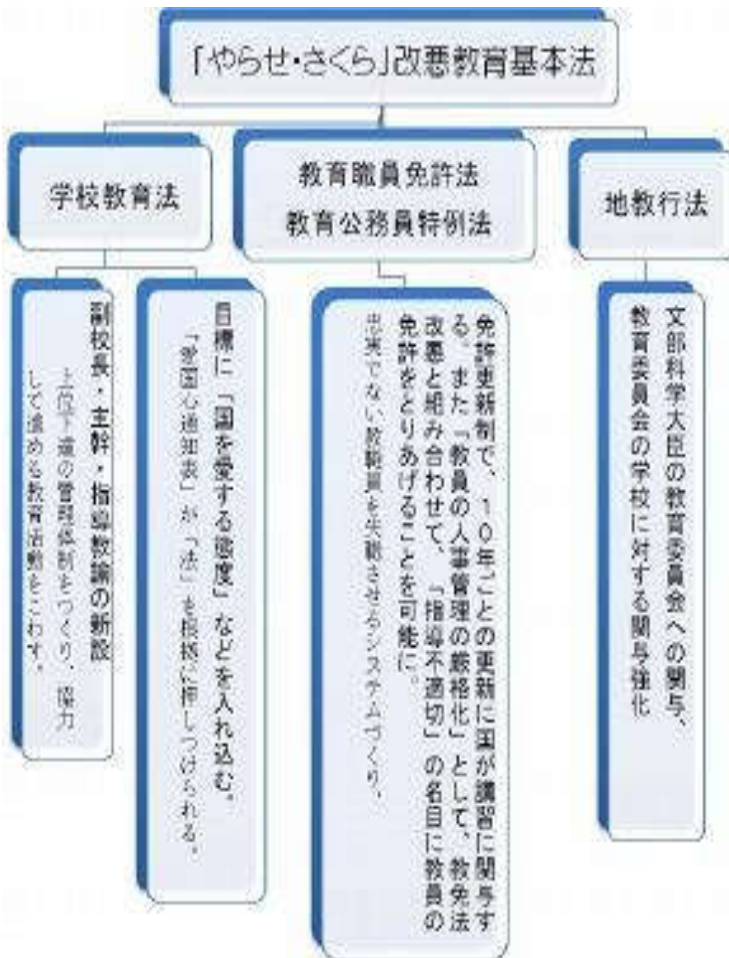 「やらせ・さくら」改悪教育基本法
学校教育法
教育職員免許法
教育公務員特例法
地教行法
副校長・主幹・指導教諭の新設
上位下達の管理体制をつくり、協力
して進める教育活動をこわす。
目標に「国を愛する態度」などを入れ込む。
「愛国心通知表」が「法」を根拠に押しつけられる。
免許更新制で、１０年ごとの更新に国が講習に関与す
る。また「教員の人事管理の厳格化」として、教免法
改悪と組み合わせて、「指導不適切」の名目に教員の
免許をとりあげることを可能に。
忠実でない教職員を失職させるシステムづくり、
文部科学大臣の教育委員会への関与、
教育委員会の学校に対する関与強化